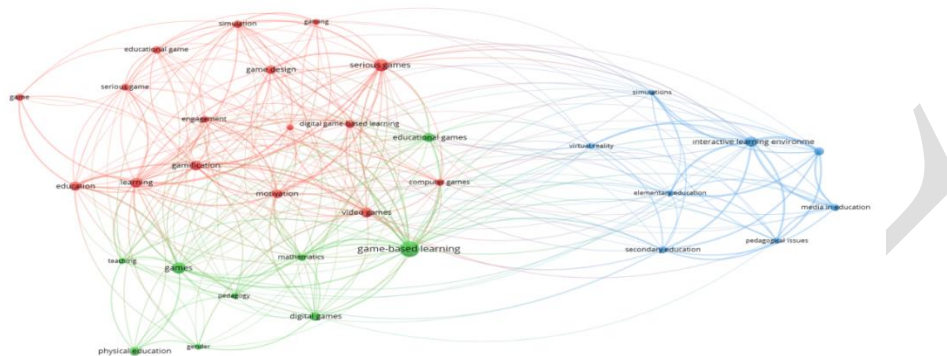 simulation
gaming
educational game
serious games
game design
serious game
simulations
game
engagement
digital game-based learning
educational games
interactive learning environme
virtual reality
gamification
learning
education
computer games
motivation
elementary education
media in education
video games
pedagogical issues
game-based learning
secondary education
mathematics
teaching
games
pedagogy
digital games
gender
physical education